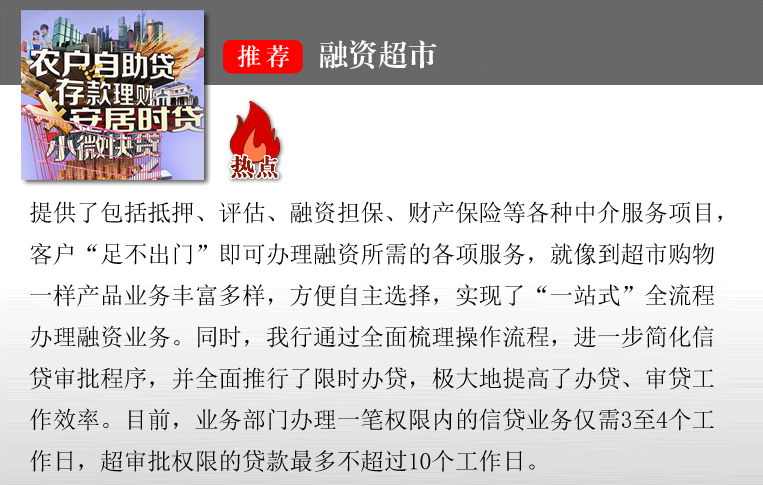 农户自助贷
存款理财
安居时贷
小微快贷
推荐 融资超市
热点
提供了包括抵押、评估、融资担保、财产保险等各种中介服务项目，
客户“足不出门”即可办理融资所需的各项服务，就像到超市购物
一样产品业务丰富多样，方便自主选择，实现了“一站式”全流程
办理融资业务。同时，我行通过全面梳理操作流程，进一步简化信
贷审批程序，并全面推行了限时办贷，极大地提高了办贷、审贷工
作效率。目前，业务部门办理一笔权限内的信贷业务仅需3至4个工
作日，超审批权限的贷款最多不超过10个工作日。